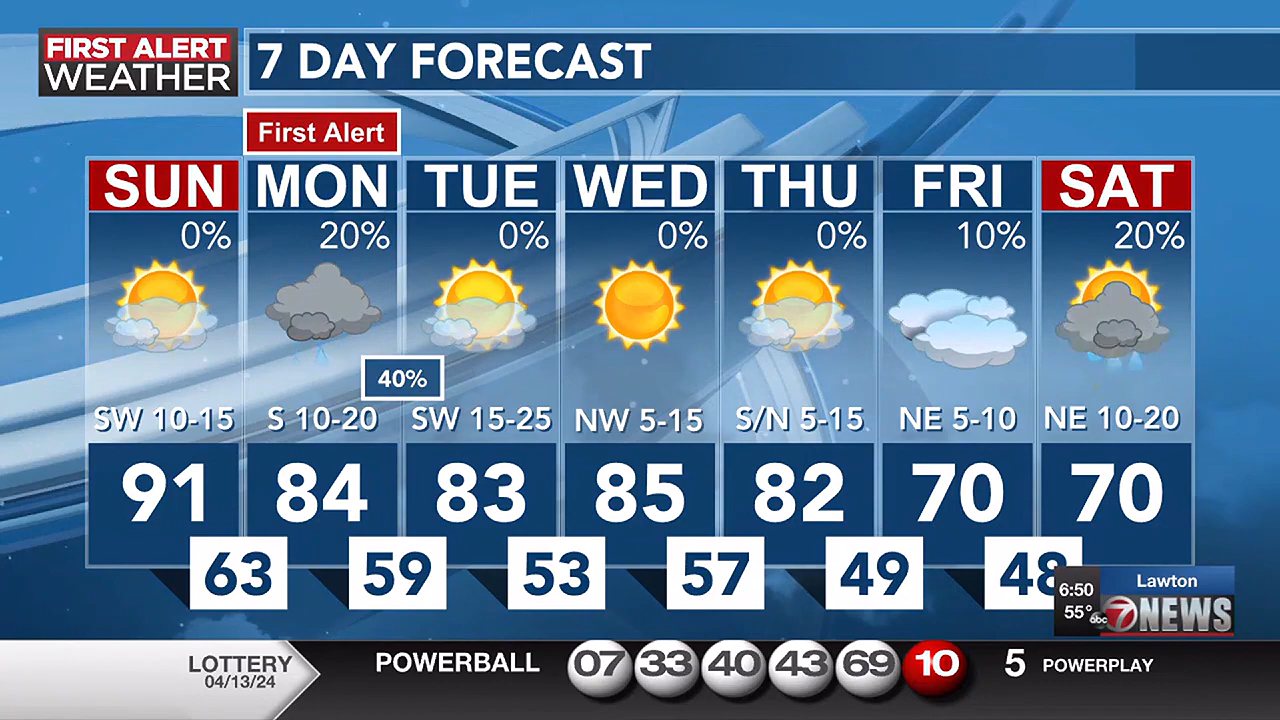 FIRST ALERT
WEATHER
7 DAY FORECAST
First Alert
SUN MON TUE WED THU FRI SAT
0% 20% 0% 0% 0% 10% 20%
40%
SW 10-15 S 10-20 SW 15-25 NW 5-15 S/N 5-15 NE 5-10 NE 10-20
91 84 83 85 82 70 70
63 59 53 57 49 48
6:50 Lawton
55° abc 7 NEWS
LOTTERY
04/13/24
POWERBALL 07 33 40 43 69 10 5 POWERPLAY